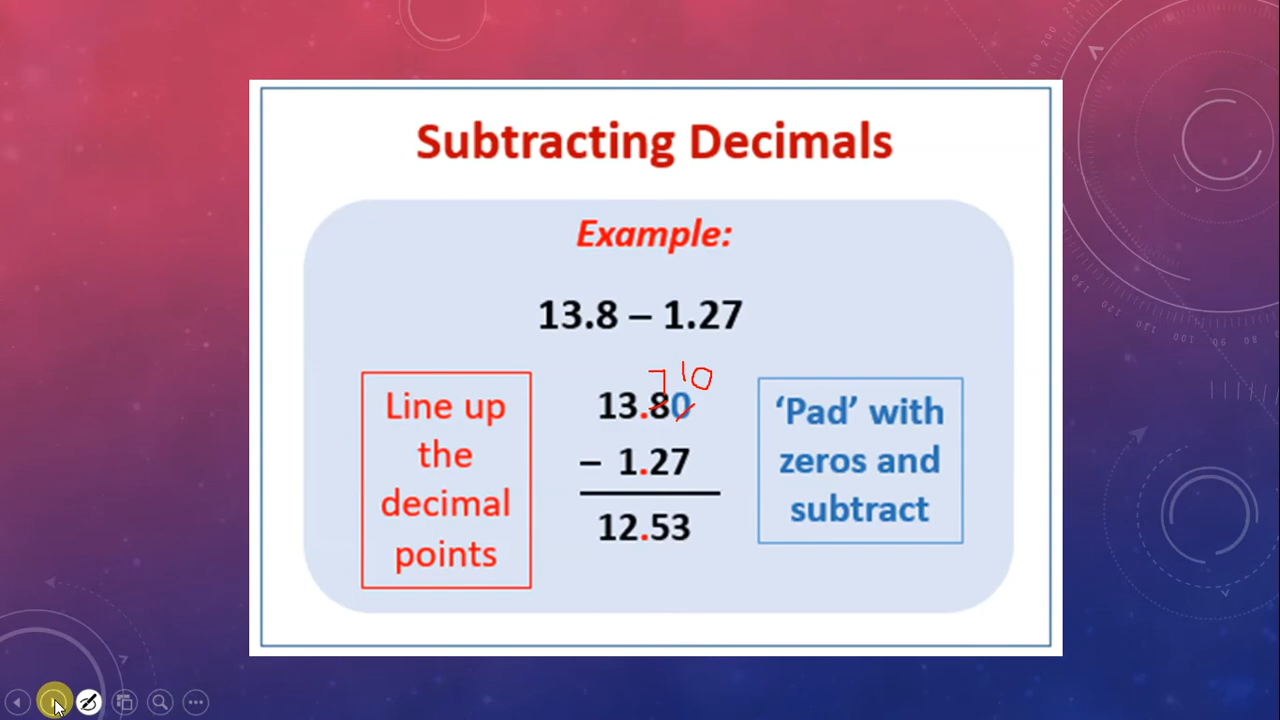 Subtracting Decimals
Example:
13.8 – 1.27
Line up
the
decimal
points
7 10
13.80
– 1.27
12.53
‘Pad’ with
zeros and
subtract